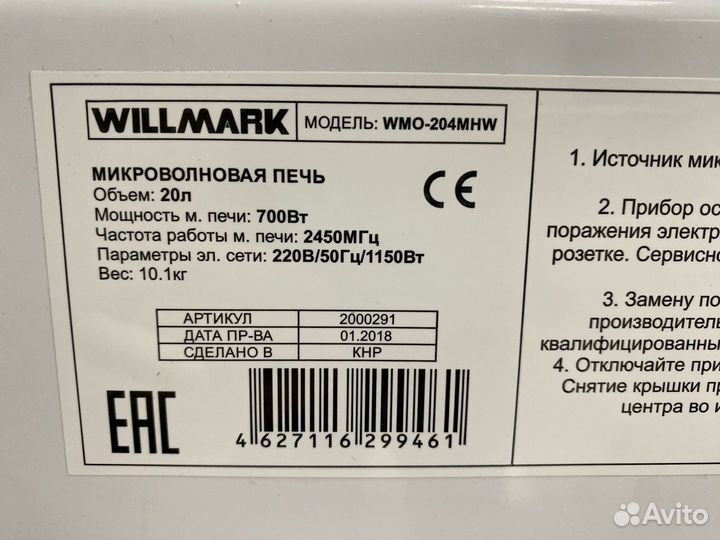 WILLMARK
МОДЕЛЬ: WMO-204MHW
МИКРОВОЛНОВАЯ ПЕЧЬ
Объем: 20л
Мощность м. печи: 700Вт
Частота работы м. печи: 2450МГц
Параметры эл. сети: 220В/50Гц/1150Вт
Вес: 10.1кг
CE
АРТИКУЛ 2000291
ДАТА ПР-ВА 01.2018
СДЕЛАНО В КНР
EAC
4 627116 299461
1. Источник мик
2. Прибор ос
поражения электр
розетке. Сервисно
3. Замену по
производитель
квалифицированны
4. Отключайте при
Снятие крышки пр
центра во и
Avito